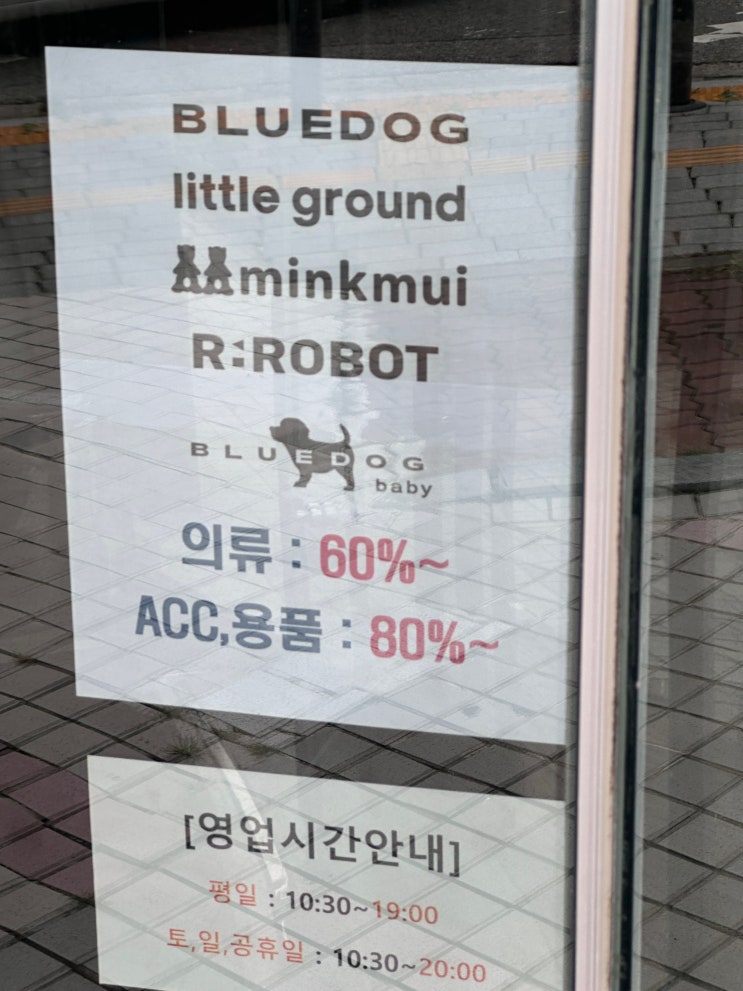 BLUEDOG
little ground
minkmui
R:ROBOT
BLUEDOG
baby
의류 : 60%~
ACC,용품 : 80%~
[영업시간안내]
평일 : 10:30~19:00
토,일,공휴일 : 10:30~20:00